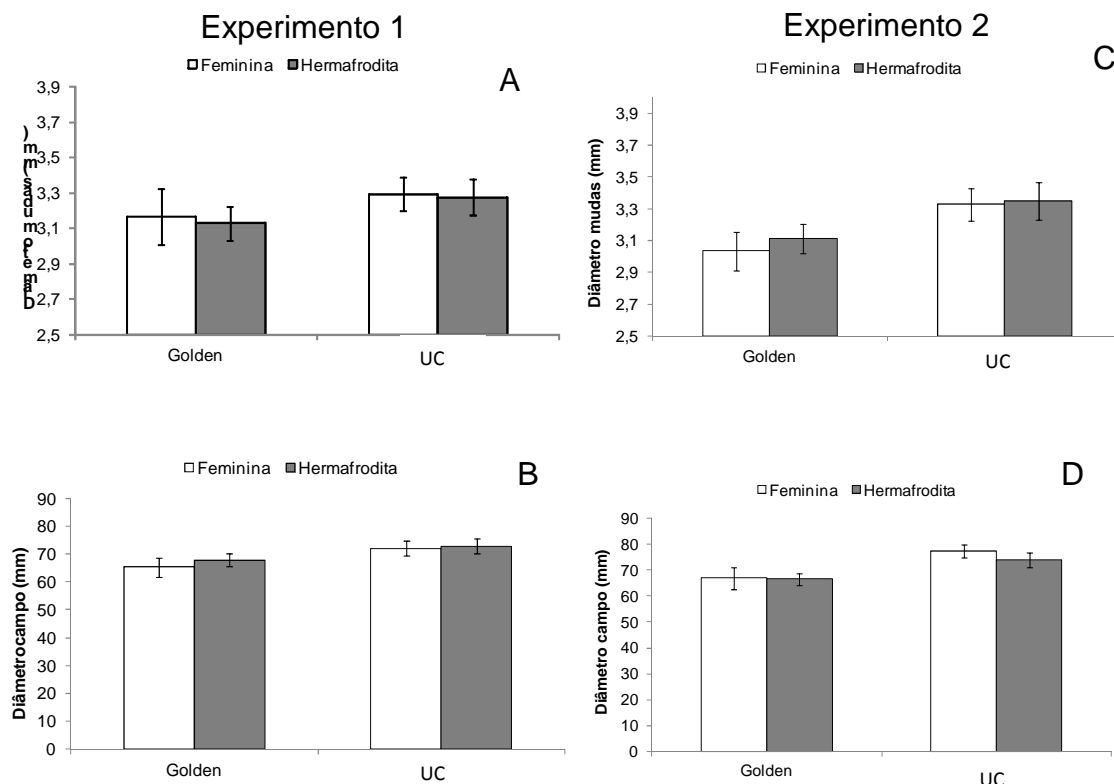 Experimento 1
Feminina Hermafrodita
A
3,9
3,7
3,5
3,3
3,1
2,9
2,7
2,5
Golden UC
Experimento 2
C
Feminina Hermafrodita
Diâmetro mudas (mm)
3,9
3,7
3,5
3,3
3,1
2,9
2,7
2,5
Golden UC
Feminina Hermafrodita
B
Diâmetrocampo (mm)
90
80
70
60
50
40
30
20
10
0
Golden UC
D
Feminina Hermafrodita
Diâmetro campo (mm)
90
80
70
60
50
40
30
20
10
0
Golden UC